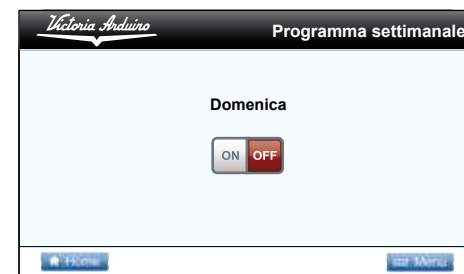 Victoria Arduino
Programma settimanale
Domenica
ON OFF
Home Menu